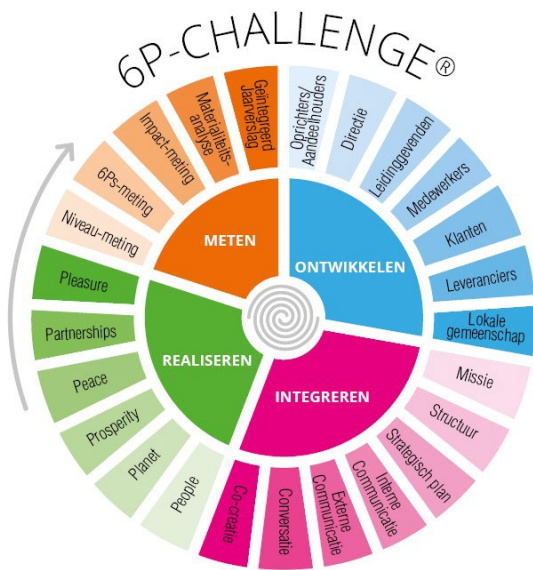 6P-CHALLENGE®
Oprichters/
Aandeelhouders
Directie
Leidinggevenden
Medewerkers
Klanten
Leveranciers
Lokale
gemeenschap
Missie
Structuur
Strategisch plan
Interne
Communicatie
Externe
Communicatie
Conversatie
Co-creatie
People
Planet
Prosperity
Peace
Partnerships
Pleasure
Niveau-meting
6Ps-meting
Impact-meting
Materialiteits-
analyse
Geïntegreerd
Jaarverslag
METEN
ONTWIKKELEN
REALISEREN
INTEGREREN